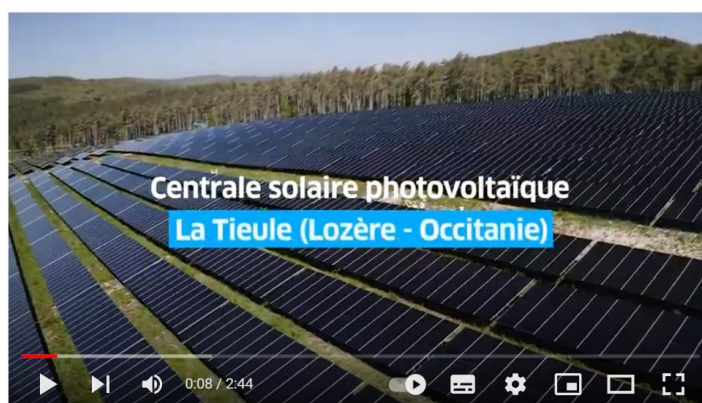 Centrale solaire photovoltaïque
La Tieule (Lozère - Occitanie)
0:08 / 2:44